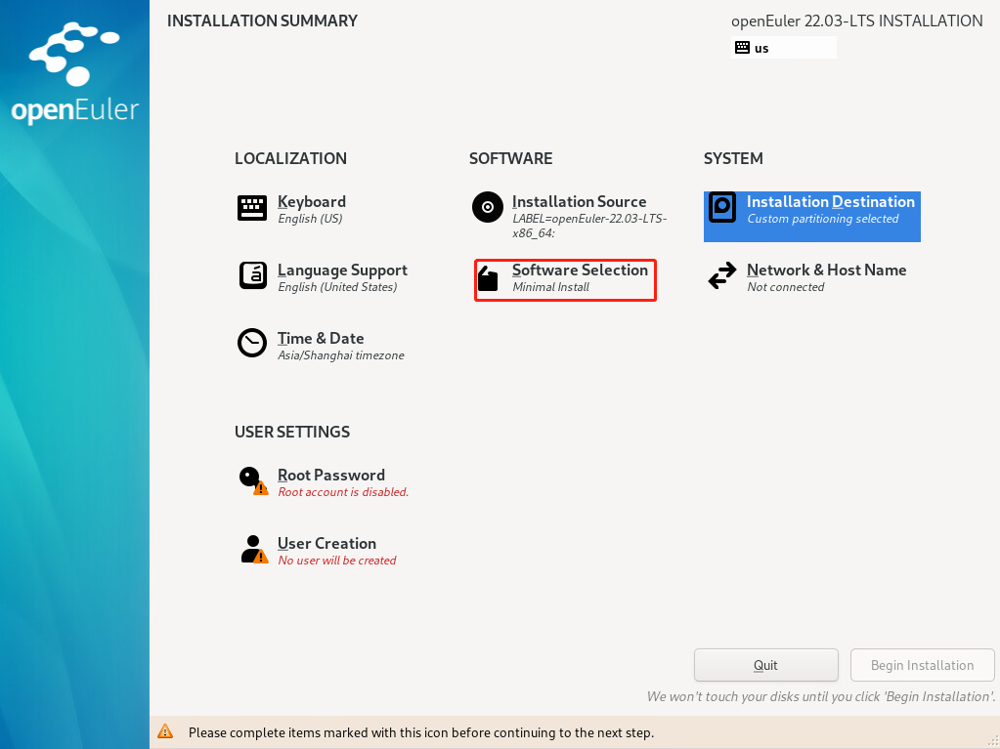 openEuler
INSTALLATION SUMMARY
openEuler 22.03-LTS INSTALLATION
us
LOCALIZATION
Keyboard
English (US)
Language Support
English (United States)
Time & Date
Asia/Shanghai timezone
SOFTWARE
Installation Source
LABEL=openEuler-22.03-LTS-
x86_64:
Software Selection
Minimal Install
SYSTEM
Installation Destination
Custom partitioning selected
Network & Host Name
Not connected
USER SETTINGS
Root Password
Root account is disabled.
User Creation
No user will be created
Quit
Begin Installation
We won't touch your disks until you click 'Begin Installation'.
Please complete items marked with this icon before continuing to the next step.